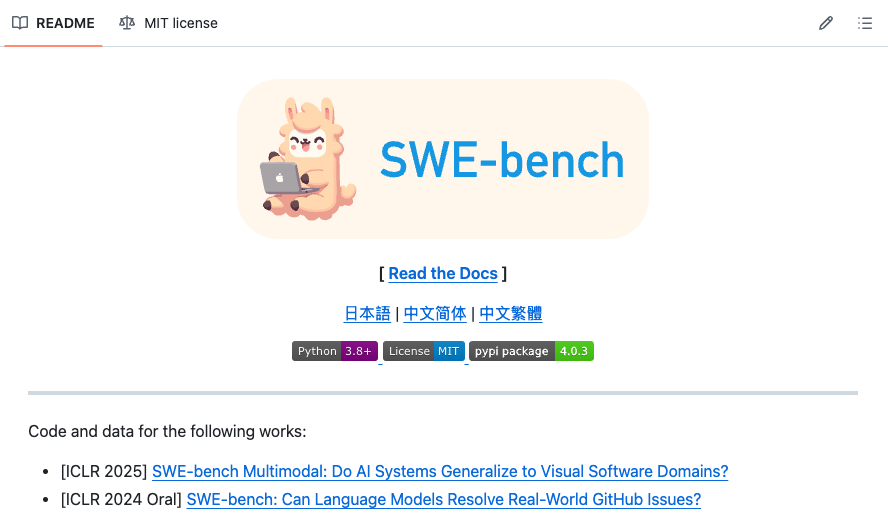 README MIT license
SWE-bench
[ Read the Docs ]
日本語 | 中文简体 | 中文繁體
Python 3.8+ License MIT pypi package 4.0.3
Code and data for the following works:
• [ICLR 2025] SWE-bench Multimodal: Do AI Systems Generalize to Visual Software Domains?
• [ICLR 2024 Oral] SWE-bench: Can Language Models Resolve Real-World GitHub Issues?